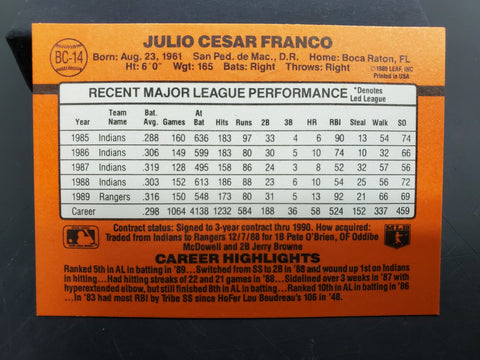 BC-14
JULIO CESAR FRANCO
Born: Aug. 23, 1961 San Ped. de Mac., D.R. Home: Boca Raton, FL
Ht: 6'0" Wgt: 165 Bats: Right Throws: Right
©1989 LEAF, INC
Printed in USA
RECENT MAJOR LEAGUE PERFORMANCE *Denotes Led League
Year Team Name Bat. Avg. Games At Bat Hits Runs 2B 3B HR RBI Steal Walk SO
1985 Indians .288 160 636 183 97 33 4 6 90 13 54 74
1986 Indians .306 149 599 183 80 30 5 10 74 10 32 66
1987 Indians .319 128 495 158 86 24 3 8 52 32 57 56
1988 Indians .303 152 613 186 88 23 6 10 54 25 56 72
1989 Rangers .316 150 548 173 80 31 5 13 92 21 66 69
Career .298 1064 4138 1232 584 188 36 58 524 152 337 459
Contract status: Signed to 3-year contract thru 1990. How acquired:
Traded from Indians to Rangers 12/7/88 for 1B Pete O'Brien, OF Oddibe
McDowell and 2B Jerry Browne
CAREER HIGHLIGHTS
Ranked 5th in AL in batting in '89...Switched from SS to 2B in '88 and wound up 1st on Indians
in hitting...Had hitting streaks of 22 and 21 games in '88...Sidelined over 3 weeks in '87 with
hyperextended elbow, but still finished 8th in AL in batting...Ranked 10th in AL in batting in '86
...In '83 had most RBI by Tribe SS since HoFer Lou Boudreau's 106 in '48.